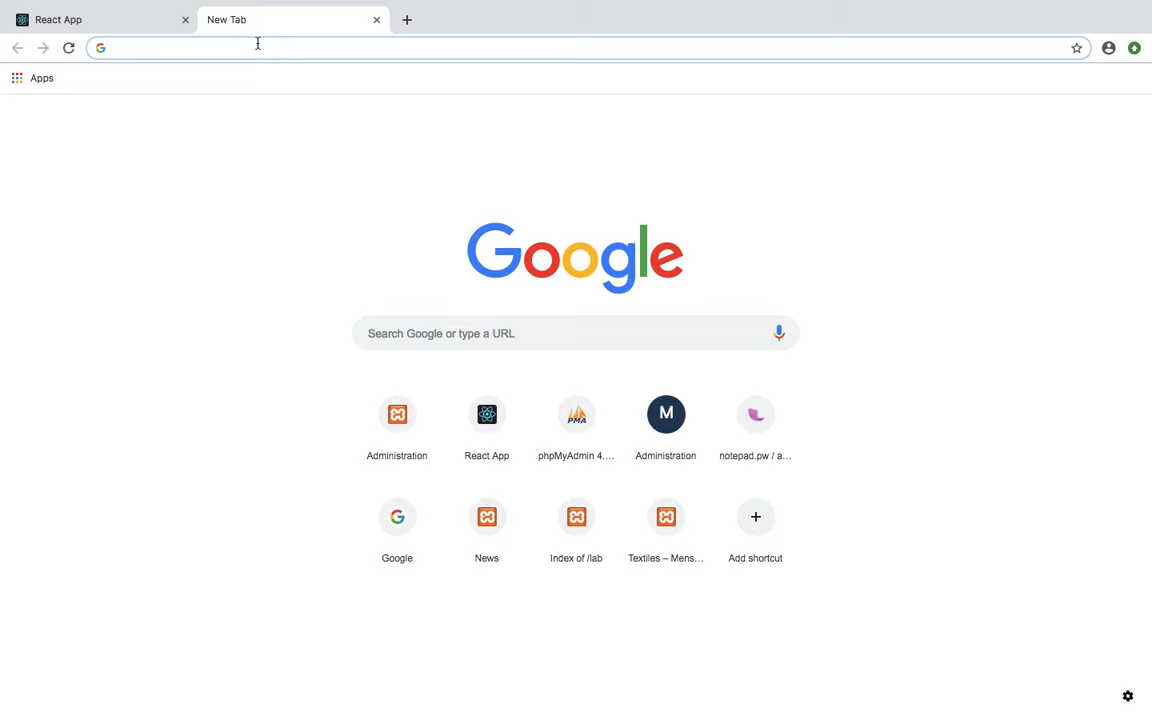 React App
New Tab
Apps
Google
Search Google or type a URL
Administration
React App
phpMyAdmin 4....
Administration
notepad.pw / a...
PMA
M
Google
News
Index of /lab
Textiles – Mens...
Add shortcut